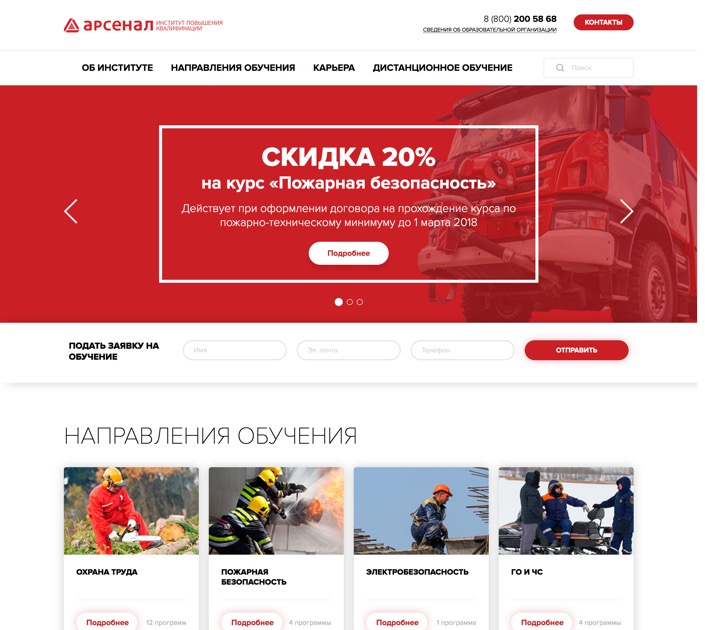 арсенал
ИНСТИТУТ ПОВЫШЕНИЯ
КВАЛИФИКАЦИИ
8 (800) 200 58 68
СВЕДЕНИЯ ОБ ОБРАЗОВАТЕЛЬНОЙ ОРГАНИЗАЦИИ
КОНТАКТЫ
ОБ ИНСТИТУТЕ НАПРАВЛЕНИЯ ОБУЧЕНИЯ КАРЬЕРА ДИСТАНЦИОННОЕ ОБУЧЕНИЕ Поиск
СКИДКА 20%
на курс «Пожарная безопасность»
Действует при оформлении договора на прохождение курса по
пожарно-техническому минимуму до 1 марта 2018
Подробнее
ПОДАТЬ ЗАЯВКУ НА
ОБУЧЕНИЕ
Имя Эл. почта Телефон ОТПРАВИТЬ
НАПРАВЛЕНИЯ ОБУЧЕНИЯ
ОХРАНА ТРУДА
Подробнее 12 программ
ПОЖАРНАЯ
БЕЗОПАСНОСТЬ
Подробнее 4 программы
ЭЛЕКТРОБЕЗОПАСНОСТЬ
Подробнее 1 программа
ГО И ЧС
Подробнее 4 программы